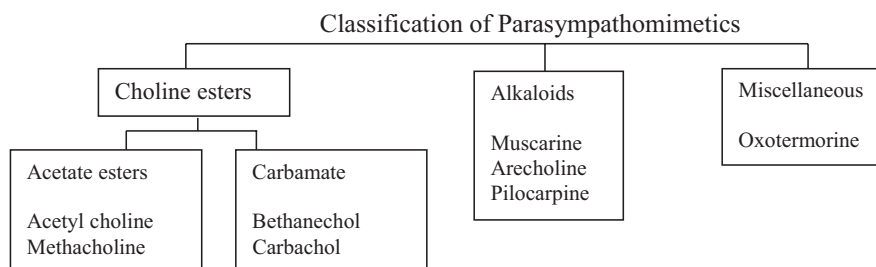 Classification of Parasympathomimetics
Choline esters
Acetate esters
Acetyl choline
Methacholine
Carbamate
Bethanechol
Carbachol
Alkaloids
Muscarine
Arecholine
Pilocarpine
Miscellaneous
Oxotermorine